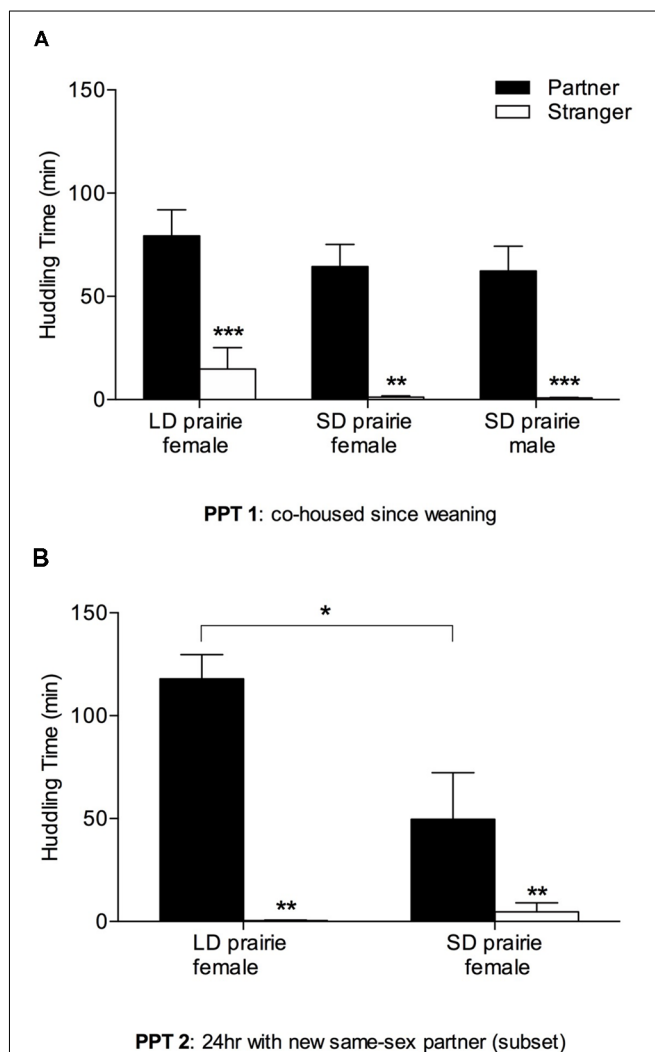 A
150
100
50
0
Huddling Time (min)
Partner
Stranger
***
**
***
LD prairie
female
SD prairie
female
SD prairie
male
PPT 1: co-housed since weaning
B
150
100
50
0
Huddling Time (min)
*
**
**
LD prairie
female
SD prairie
female
PPT 2: 24hr with new same-sex partner (subset)